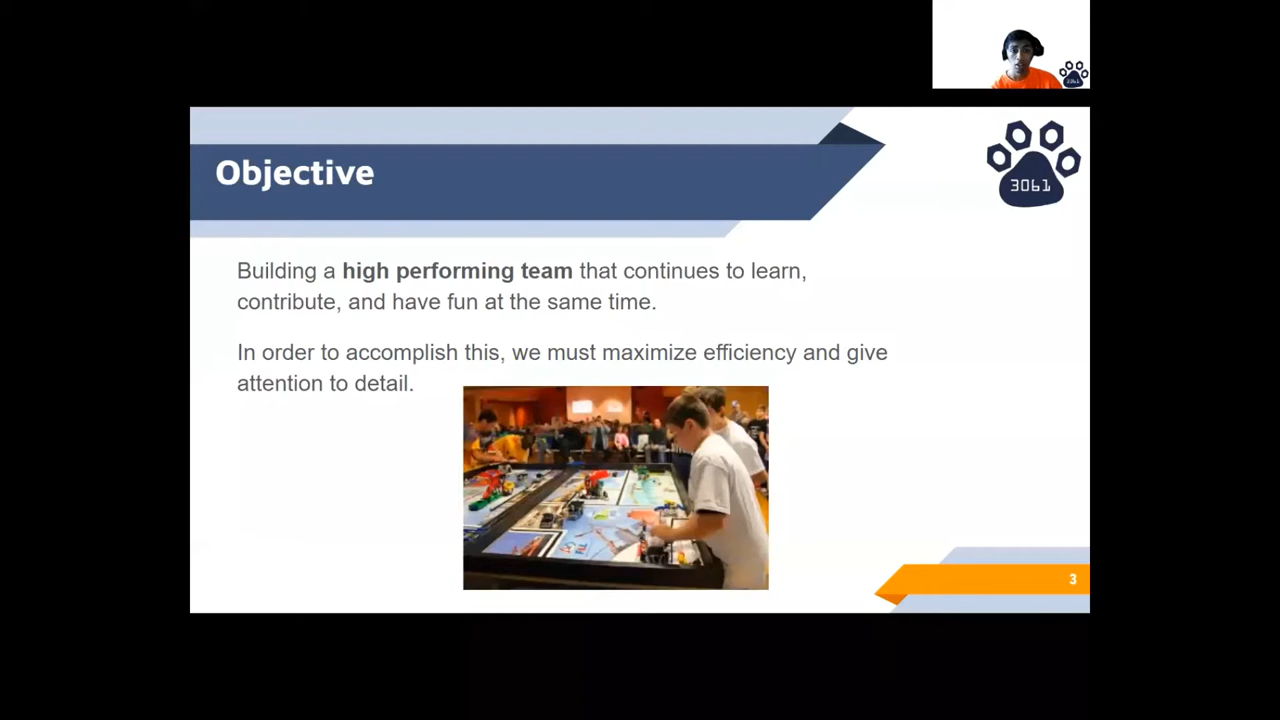 Objective
3061
3061
Building a high performing team that continues to learn,
contribute, and have fun at the same time.
In order to accomplish this, we must maximize efficiency and give
attention to detail.
3